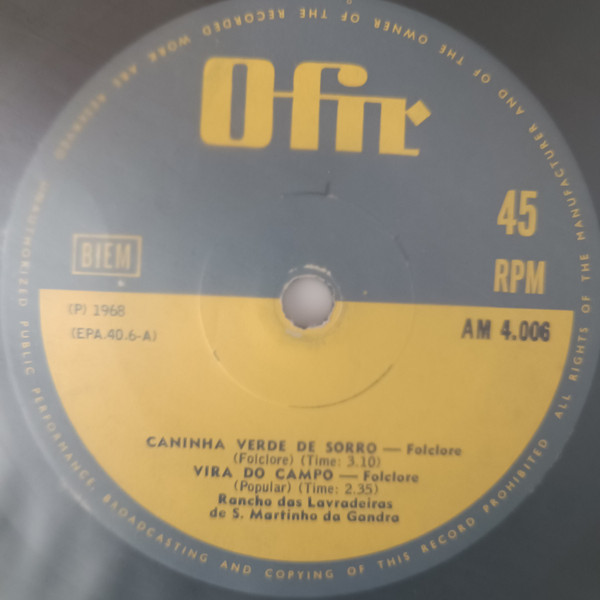 Ofir
45
RPM
BIEM
(P) 1968
(EPA.40.6-A)
AM 4.006
CANINHA VERDE DE SORRO — Folclore
(Folclore) (Time: 3.10)
VIRA DO CAMPO — Folclore
(Popular) (Time: 2.35)
Rancho das Lavradeiras
de S. Martinho da Gandra
ALL RIGHTS OF THE MANUFACTURER AND OF THE OWNER OF THE RECORDED WORK ARE RESERVED
UNAUTHORIZED PUBLIC PERFORMANCE, BROADCASTING AND COPYING OF THIS RECORD PROHIBITED